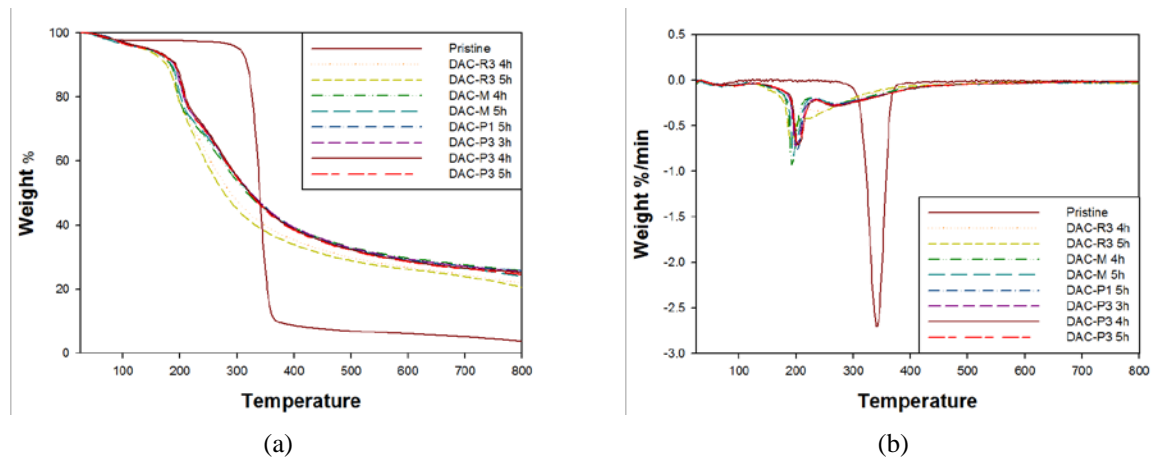 100
80
60
40
20
0
Weight %
100 200 300 400 500 600 700 800
Temperature
Pristine
DAC-R3 4h
DAC-R3 5h
DAC-M 4h
DAC-M 5h
DAC-P1 5h
DAC-P3 3h
DAC-P3 4h
DAC-P3 5h
(a)
0.5
0.0
-0.5
-1.0
-1.5
-2.0
-2.5
-3.0
Weight %/min
100 200 300 400 500 600 700 800
Temperature
Pristine
DAC-R3 4h
DAC-R3 5h
DAC-M 4h
DAC-M 5h
DAC-P1 5h
DAC-P3 3h
DAC-P3 4h
DAC-P3 5h
(b)